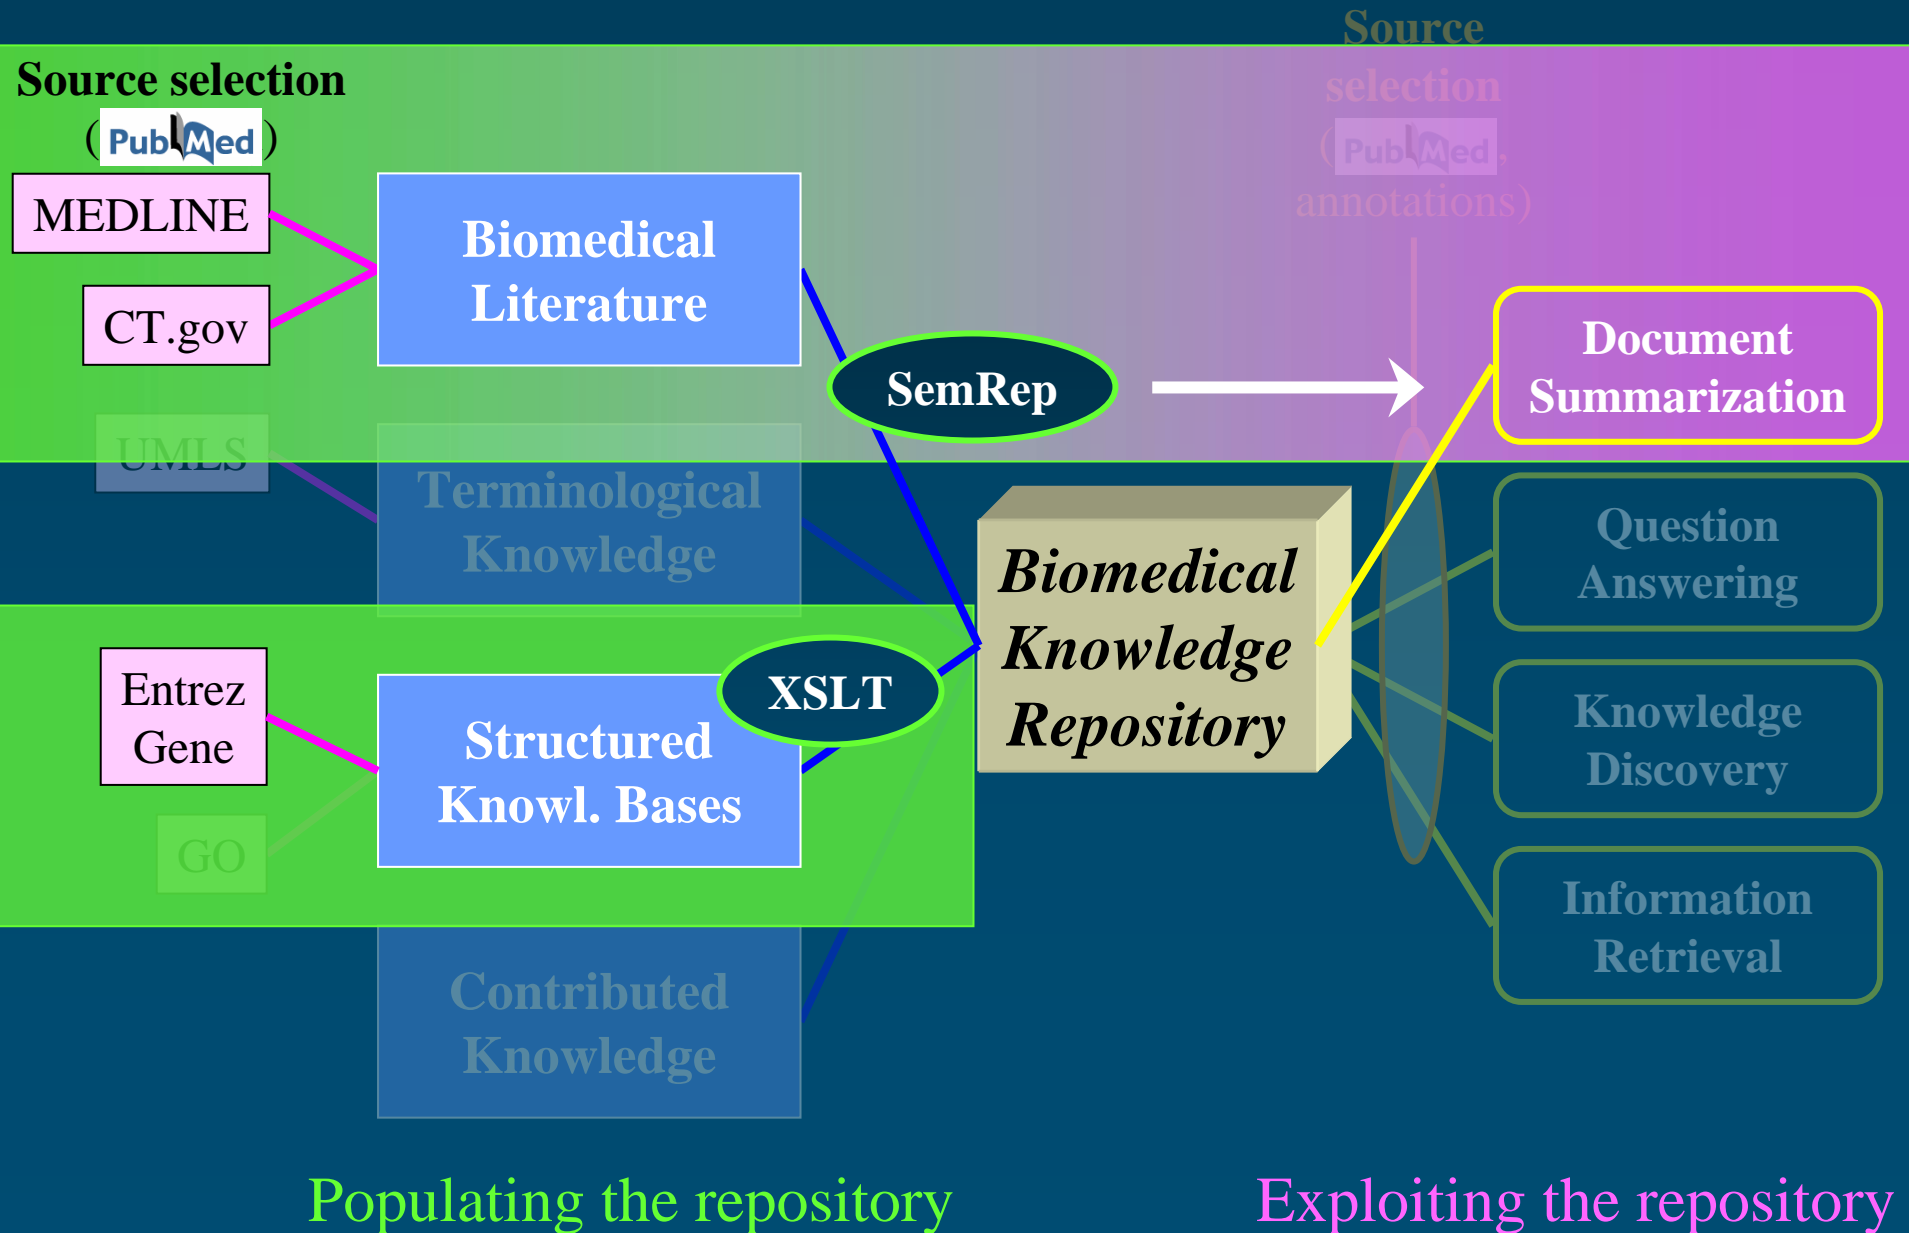 Source selection
(PubMed)
MEDLINE
CT.gov
UMLS
Entrez
Gene
GO
Biomedical
Literature
Terminological
Knowledge
Structured
Knowl. Bases
Contributed
Knowledge
SemRep
XSLT
Biomedical
Knowledge
Repository
Source
selection
(PubMed,
annotations)
Document
Summarization
Question
Answering
Knowledge
Discovery
Information
Retrieval
Populating the repository
Exploiting the repository